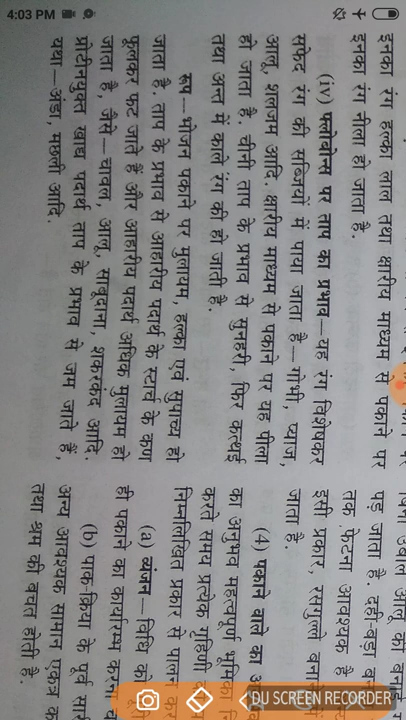 4:03 PM
इनका रंग हल्का लाल तथा क्षारीय माध्यम से पकाने पर
इनका रंग नीला हो जाता है.
(iv) फ्लेवोन्स पर ताप का प्रभाव—यह रंग विशेषकर
सफेद रंग की सब्जियों में पाया जाता है—गोभी, प्याज,
आलू, शलजम आदि. क्षारीय माध्यम से पकाने पर यह पीला
हो जाता है. चीनी ताप के प्रभाव से सुनहरी, फिर कत्थई
तथा अन्त में काले रंग की हो जाती है.
रूप—भोजन पकाने पर मुलायम, हल्का एवं सुपाच्य हो
जाता है. ताप के प्रभाव से आहरीय पदार्थ के स्टार्च के कण
फूलकर फट जाते हैं और आहरीय पदार्थ अधिक मुलायम हो
जाता है, जैसे—चावल, आलू, साबूदाना, शकरकंद आदि.
प्रोटीनयुक्त खाद्य पदार्थ ताप के प्रभाव से जम जाते हैं,
यथा—अंडा, मछली आदि.
उबले आलू को
पड़ जाता है. दही-बड़ा
तक फेंटना आवश्यक है
इसी प्रकार, रसगुल्ले
जाता है.
(4) पकाने वाले का
का अनुभव महत्वपूर्ण भूमिका
करते समय प्रत्येक गृहिणी को
निम्नलिखित प्रकार से पालन
(a) व्यंजन—विधि को
ही पकाने का कार्यारम्भ करना
(b) पाक-क्रिया के पूर्व
अन्य आवश्यक सामान एकत्र
तथा श्रम की बचत होती है.
DU SCREEN RECORDER